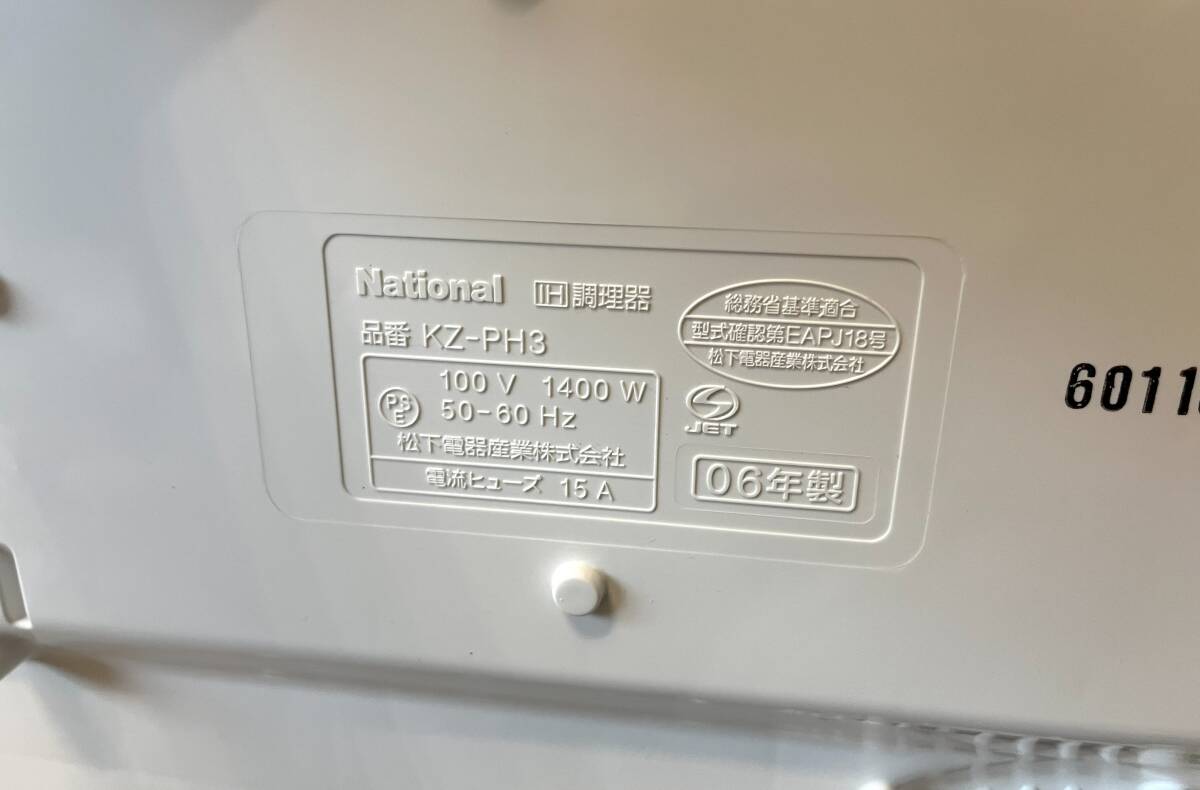 National IH調理器
品番 KZ-PH3
100 V 1400 W
PSE
50-60 Hz
松下電器産業株式会社
電流ヒューズ 15 A
総務省基準適合
型式確認第EAPJ18号
松下電器産業株式会社
JET
06年製
6011